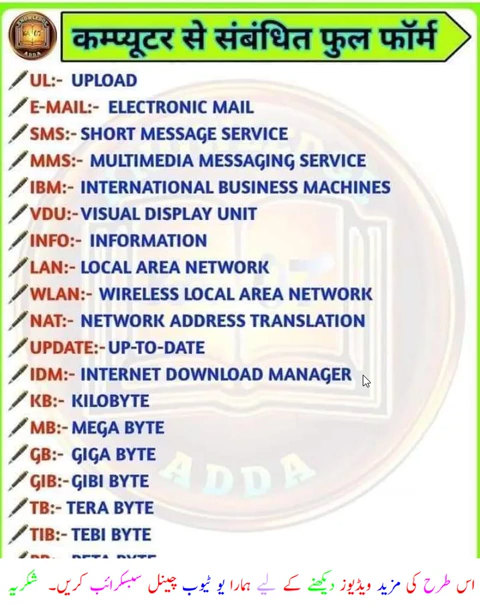 कम्प्यूटर से संबंधित फुल फॉर्म
UL:- UPLOAD
E-MAIL:- ELECTRONIC MAIL
SMS:- SHORT MESSAGE SERVICE
MMS:- MULTIMEDIA MESSAGING SERVICE
IBM:- INTERNATIONAL BUSINESS MACHINES
VDU:- VISUAL DISPLAY UNIT
INFO:- INFORMATION
LAN:- LOCAL AREA NETWORK
WLAN:- WIRELESS LOCAL AREA NETWORK
NAT:- NETWORK ADDRESS TRANSLATION
UPDATE:- UP-TO-DATE
IDM:- INTERNET DOWNLOAD MANAGER
KB:- KILOBYTE
MB:- MEGA BYTE
GB:- GIGA BYTE
GIB:- GIBI BYTE
TB:- TERA BYTE
TIB:- TEBI BYTE
ADDA
اس طرح کی مزید ویڈیوز دیکھنے کے لیے ہمارا یو ٹیوب چینل سبسکرائب کریں۔ شکریہ